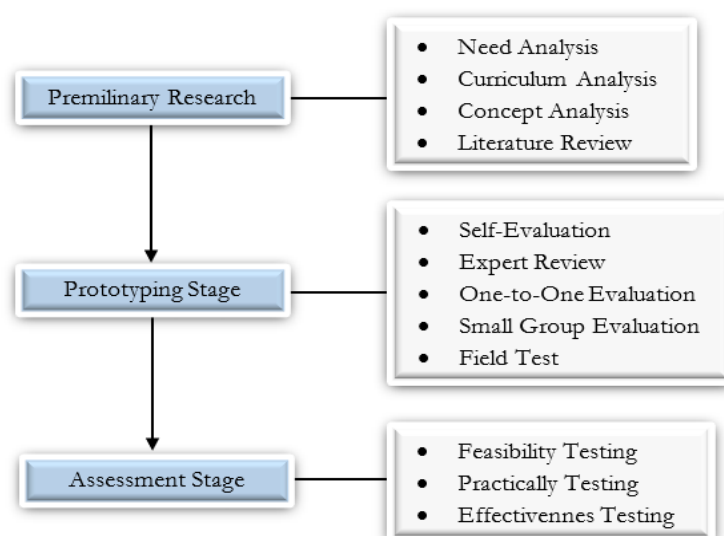 Premilinary Research
• Need Analysis
• Curriculum Analysis
• Concept Analysis
• Literature Review
Prototyping Stage
• Self-Evaluation
• Expert Review
• One-to-One Evaluation
• Small Group Evaluation
• Field Test
Assessment Stage
• Feasibility Testing
• Practically Testing
• Effectivennes Testing